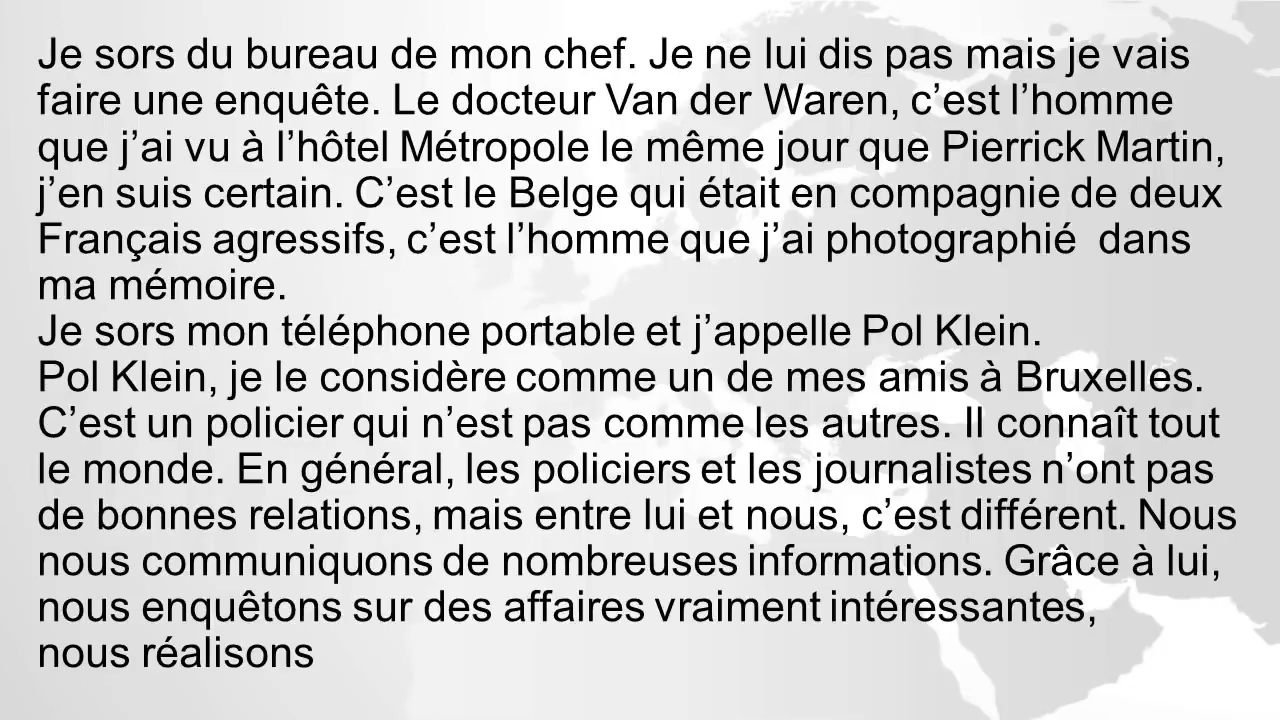 Je sors du bureau de mon chef. Je ne lui dis pas mais je vais
faire une enquête. Le docteur Van der Waren, c’est l’homme
que j’ai vu à l’hôtel Métropole le même jour que Pierrick Martin,
j’en suis certain. C’est le Belge qui était en compagnie de deux
Français agressifs, c’est l’homme que j’ai photographié  dans
ma mémoire.
Je sors mon téléphone portable et j’appelle Pol Klein.
Pol Klein, je le considère comme un de mes amis à Bruxelles.
C’est un policier qui n’est pas comme les autres. Il connaît tout
le monde. En général, les policiers et les journalistes n’ont pas
de bonnes relations, mais entre lui et nous, c’est différent. Nous
nous communiquons de nombreuses informations. Grâce à lui,
nous enquêtons sur des affaires vraiment intéressantes,
nous réalisons